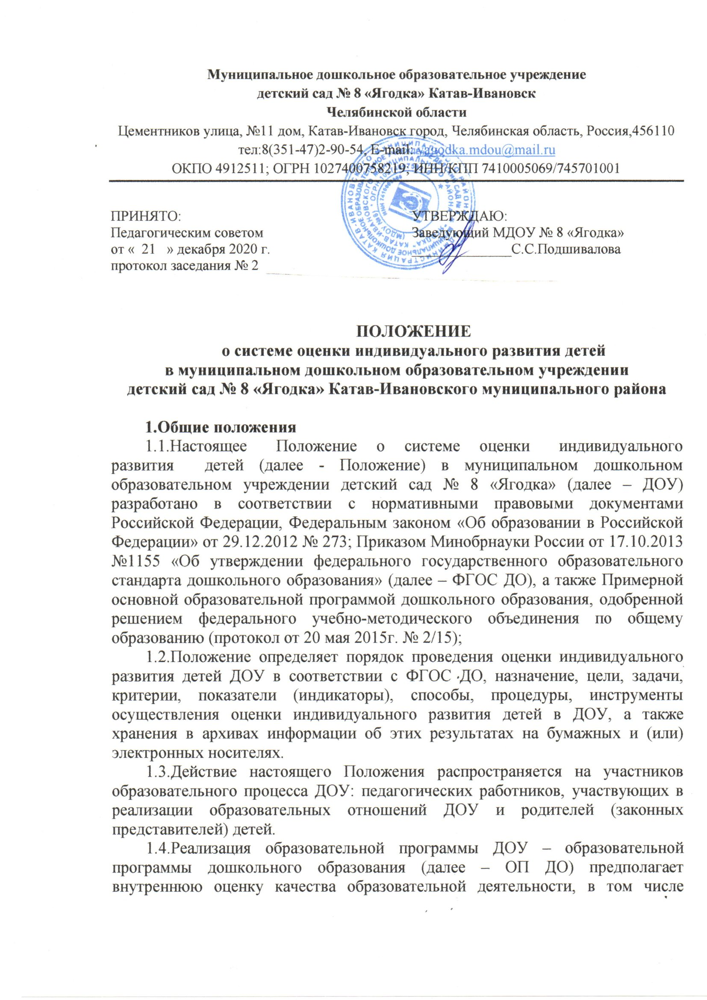 Муниципальное дошкольное образовательное учреждение
детский сад № 8 «Ягодка» Катав-Ивановск
Челябинской области
Цементников улица, №11 дом, Катав-Ивановск город, Челябинская область, Россия,456110
тел:8(351-47)2-90-54, E-mail: yagodka.mdou@mail.ru
ОКПО 4912511; ОГРН 1027400758219; ИНН/КПП 7410005069/745701001
ПРИНЯТО:
Педагогическим советом
от « 21 » декабря 2020 г.
протокол заседания № 2
УТВЕРЖДАЮ:
Заведующий МДОУ № 8 «Ягодка»
______________С.С.Подшивалова
ПОЛОЖЕНИЕ
о системе оценки индивидуального развития детей
в муниципальном дошкольном образовательном учреждении
детский сад № 8 «Ягодка» Катав-Ивановского муниципального района
1.Общие положения
1.1.Настоящее Положение о системе оценки индивидуального
развития детей (далее - Положение) в муниципальном дошкольном
образовательном учреждении детский сад № 8 «Ягодка» (далее – ДОУ)
разработано в соответствии с нормативными правовыми документами
Российской Федерации, Федеральным законом «Об образовании в Российской
Федерации» от 29.12.2012 № 273; Приказом Минобрнауки России от 17.10.2013
№1155 «Об утверждении федерального государственного образовательного
стандарта дошкольного образования» (далее – ФГОС ДО), а также Примерной
основной образовательной программой дошкольного образования, одобренной
решением федерального учебно-методического объединения по общему
образованию (протокол от 20 мая 2015г. № 2/15);
1.2.Положение определяет порядок проведения оценки индивидуального
развития детей ДОУ в соответствии с ФГОС ДО, назначение, цели, задачи,
критерии, показатели (индикаторы), способы, процедуры, инструменты
осуществления оценки индивидуального развития детей в ДОУ, а также
хранения в архивах информации об этих результатах на бумажных и (или)
электронных носителях.
1.3.Действие настоящего Положения распространяется на участников
образовательного процесса ДОУ: педагогических работников, участвующих в
реализации образовательных отношений ДОУ и родителей (законных
представителей) детей.
1.4.Реализация образовательной программы ДОУ – образовательной
программы дошкольного образования (далее – ОП ДО) предполагает
внутреннюю оценку качества образовательной деятельности, в том числе